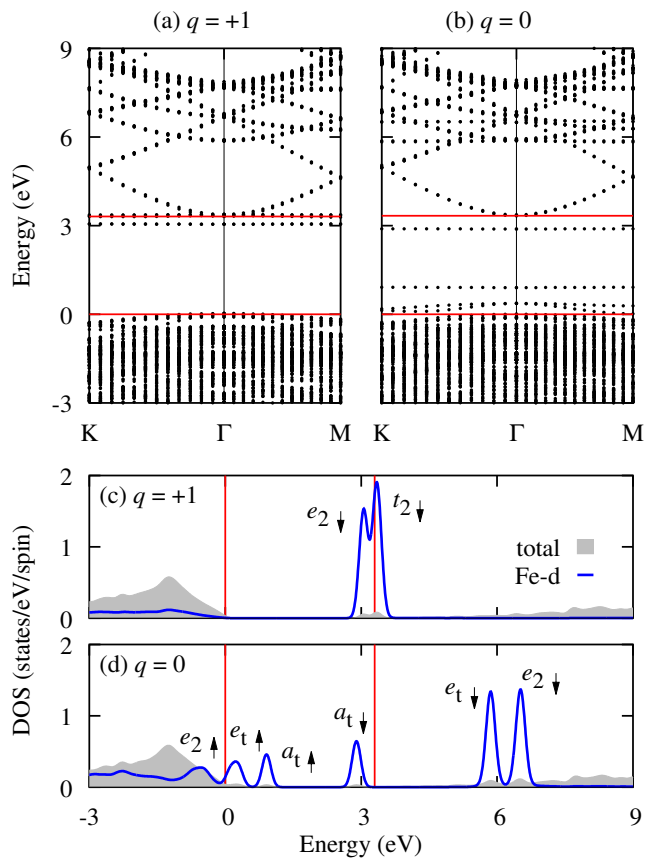 (a) q = +1
(b) q = 0
9
6
3
0
-3
Energy (eV)
K Γ M
K Γ M
2
1
0
(c) q = +1
e2 ↓
t2 ↓
total
Fe-d
DOS (states/eV/spin)
2
1
0
(d) q = 0
e2 ↑
et ↑
at ↑
at ↓
et ↓
e2 ↓
-3 0 3 6 9
Energy (eV)